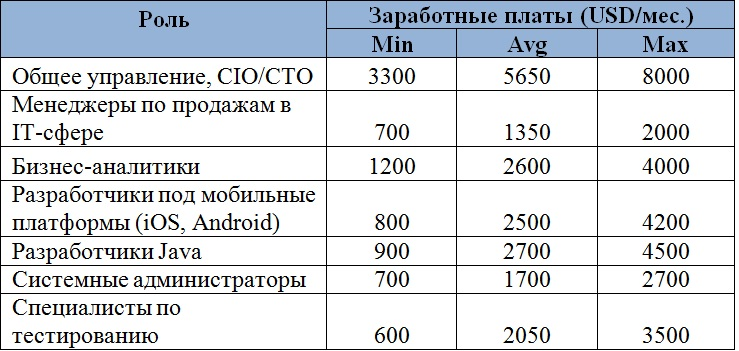 Роль Заработные платы (USD/мес.)
Min Avg Max
Общее управление, CIO/CTO 3300 5650 8000
Менеджеры по продажам в
IT-сфере 700 1350 2000
Бизнес-аналитики 1200 2600 4000
Разработчики под мобильные
платформы (iOS, Android) 800 2500 4200
Разработчики Java 900 2700 4500
Системные администраторы 700 1700 2700
Специалисты по
тестированию 600 2050 3500